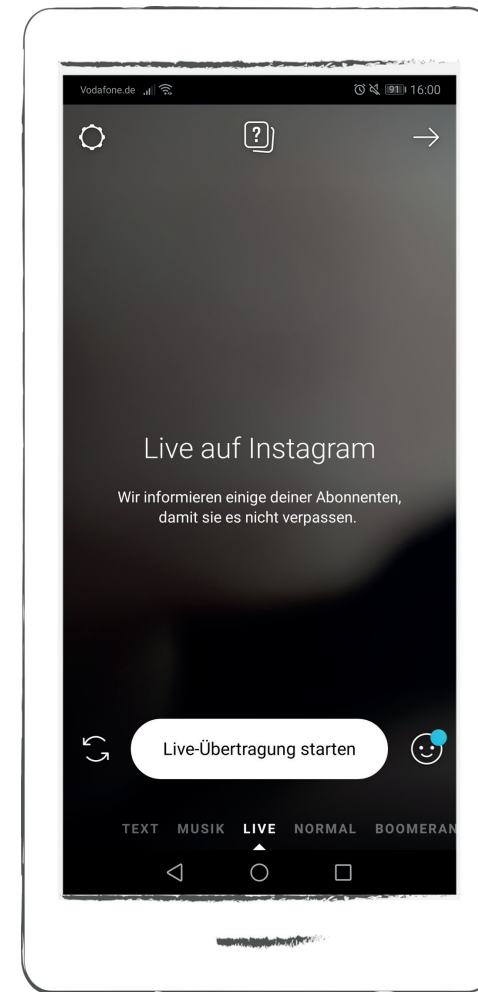 Vodafone.de 91 16:00
?
Live auf Instagram
Wir informieren einige deiner Abonnenten,
damit sie es nicht verpassen.
Live-Übertragung starten
TEXT MUSIK LIVE NORMAL BOOMERAN